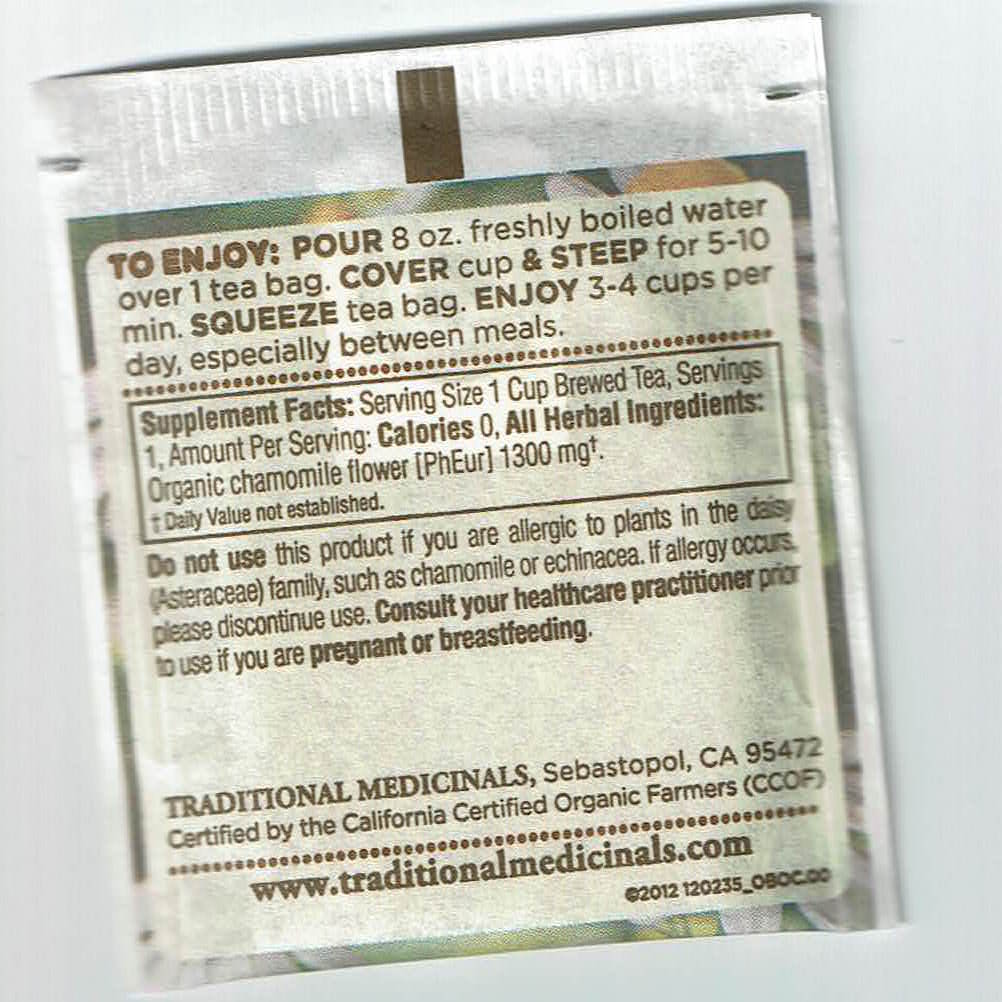 TO ENJOY: POUR 8 oz. freshly boiled water
over 1 tea bag. COVER cup & STEEP for 5-10
min. SQUEEZE tea bag. ENJOY 3-4 cups per
day, especially between meals.
Supplement Facts: Serving Size 1 Cup Brewed Tea, Servings
1, Amount Per Serving: Calories 0, All Herbal Ingredients:
Organic chamomile flower [PhEur] 1300 mg†.
† Daily Value not established.
Do not use this product if you are allergic to plants in the daisy
(Asteraceae) family, such as chamomile or echinacea. If allergy occurs,
please discontinue use. Consult your healthcare practitioner prior
to use if you are pregnant or breastfeeding.
TRADITIONAL MEDICINALS, Sebastopol, CA 95472
Certified by the California Certified Organic Farmers (CCOF)
www.traditionalmedicinals.com
©2012 120235_OBOC.00